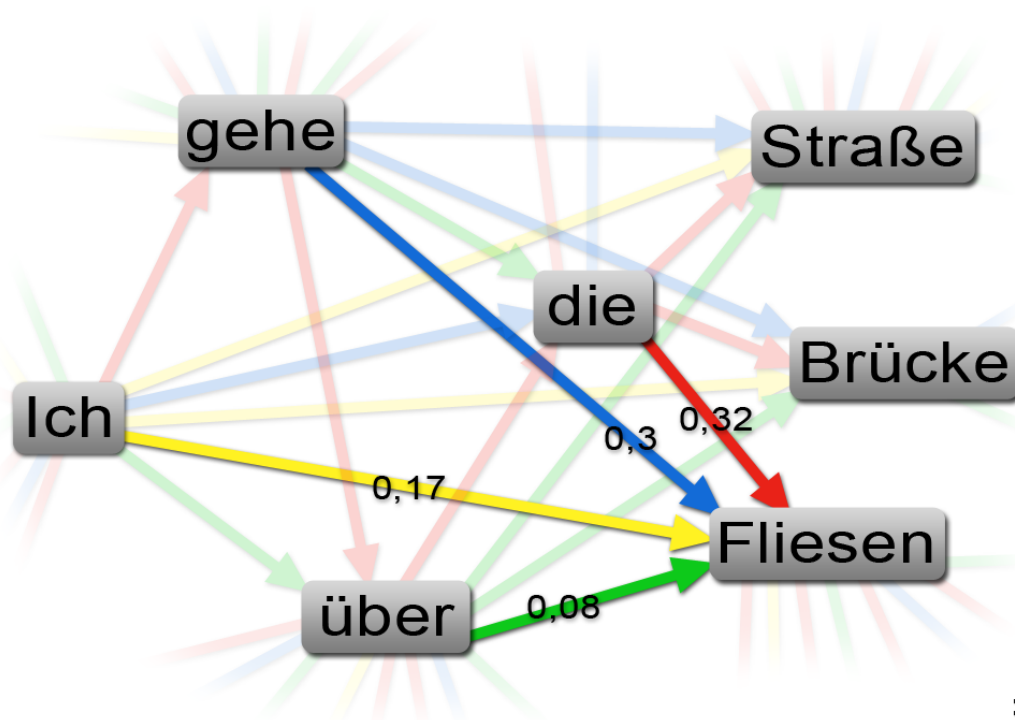 gehe
Straße
die
Brücke
Ich
0,32
0,3
0,17
Fliesen
0,08
über